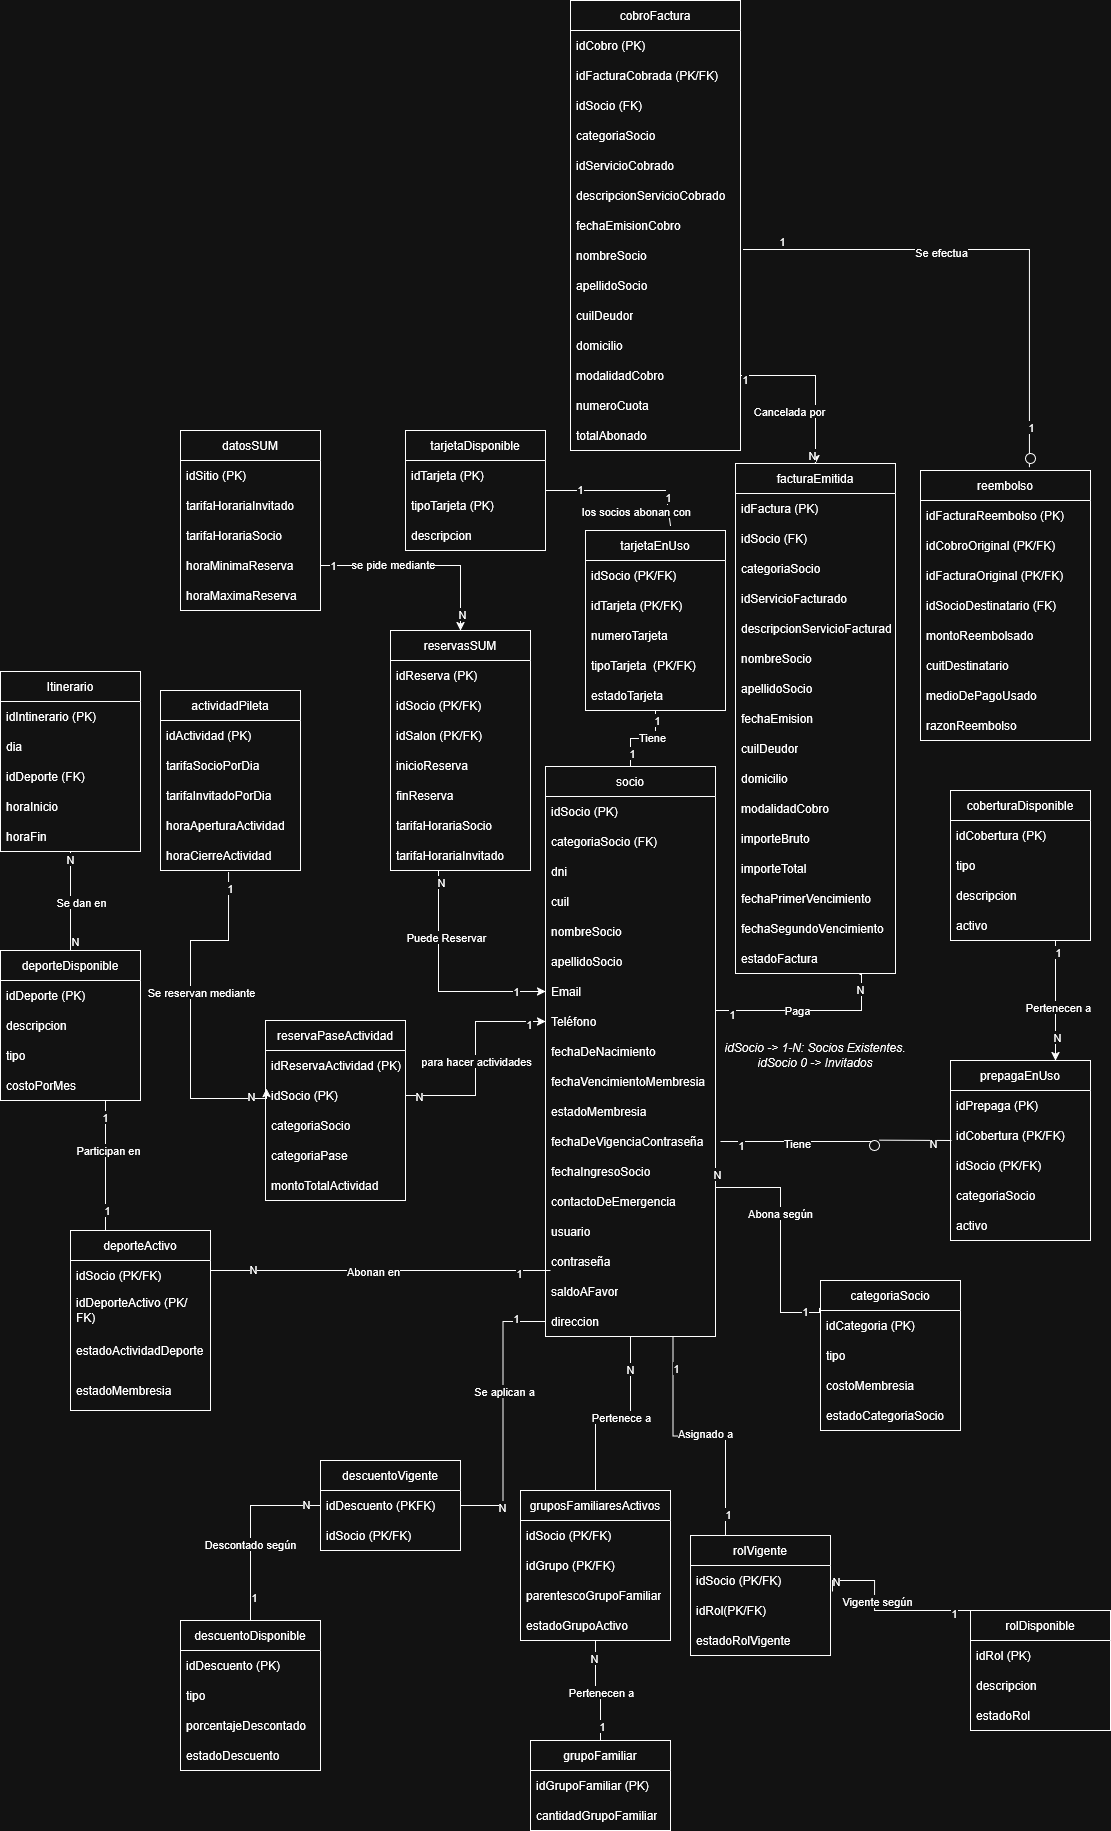 cobroFactura
idCobro (PK)
idFacturaCobrada (PK/FK)
idSocio (FK)
categoriaSocio
idServicioCobrado
descripcionServicioCobrado
fechaEmisionCobro
nombreSocio
apellidoSocio
cuilDeudor
domicilio
modalidadCobro
numeroCuota
totalAbonado
1
Se efectua
1
1
Cancelada por
N
datosSUM
idSitio (PK)
tarifaHorariaInvitado
tarifaHorariaSocio
horaMinimaReserva
horaMaximaReserva
1
se pide mediante
N
tarjetaDisponible
idTarjeta (PK)
tipoTarjeta (PK)
descripcion
1
1
los socios abonan con
tarjetaEnUso
idSocio (PK/FK)
idTarjeta (PK/FK)
numeroTarjeta
tipoTarjeta (PK/FK)
estadoTarjeta
1
Tiene
1
facturaEmitida
idFactura (PK)
idSocio (FK)
categoriaSocio
idServicioFacturado
descripcionServicioFacturad
nombreSocio
apellidoSocio
fechaEmision
cuilDeudor
domicilio
modalidadCobro
importeBruto
importeTotal
fechaPrimerVencimiento
fechaSegundoVencimiento
estadoFactura
N
Paga
1
reembolso
idFacturaReembolso (PK)
idCobroOriginal (PK/FK)
idFacturaOriginal (PK/FK)
idSocioDestinatario (FK)
montoReembolsado
cuitDestinatario
medioDePagoUsado
razonReembolso
reservasSUM
idReserva (PK)
idSocio (PK/FK)
idSalon (PK/FK)
inicioReserva
finReserva
tarifaHorariaSocio
tarifaHorariaInvitado
N
Puede Reservar
1
Itinerario
idIntinerario (PK)
dia
idDeporte (FK)
horaInicio
horaFin
N
Se dan en
N
actividadPileta
idActividad (PK)
tarifaSocioPorDia
tarifaInvitadoPorDia
horaAperturaActividad
horaCierreActividad
1
Se reservan mediante
N
socio
idSocio (PK)
categoriaSocio (FK)
dni
cuil
nombreSocio
apellidoSocio
Email
Teléfono
fechaDeNacimiento
fechaVencimientoMembresia
estadoMembresia
fechaDeVigenciaContraseña
fechaIngresoSocio
contactoDeEmergencia
usuario
contraseña
saldoAFavor
direccion
coberturaDisponible
idCobertura (PK)
tipo
descripcion
activo
1
Pertenecen a
N
deporteDisponible
idDeporte (PK)
descripcion
tipo
costoPorMes
1
Participan en
1
reservaPaseActividad
idReservaActividad (PK)
idSocio (PK)
categoriaSocio
categoriaPase
montoTotalActividad
N
para hacer actividades
1
idSocio -> 1-N: Socios Existentes.
idSocio 0 -> Invitados
prepagaEnUso
idPrepaga (PK)
idCobertura (PK/FK)
idSocio (PK/FK)
categoriaSocio
activo
1
Tiene
N
N
Abona según
1
deporteActivo
idSocio (PK/FK)
idDeporteActivo (PK/
FK)
estadoActividadDeporte
estadoMembresia
N
Abonan en
1
categoriaSocio
idCategoria (PK)
tipo
costoMembresia
estadoCategoriaSocio
1
Se aplican a
N
N
Pertenece a
1
Asignado a
1
descuentoVigente
idDescuento (PKFK)
idSocio (PK/FK)
N
Descontado según
1
gruposFamiliaresActivos
idSocio (PK/FK)
idGrupo (PK/FK)
parentescoGrupoFamiliar
estadoGrupoActivo
N
Pertenecen a
1
rolVigente
idSocio (PK/FK)
idRol(PK/FK)
estadoRolVigente
N
Vigente según
1
rolDisponible
idRol (PK)
descripcion
estadoRol
descuentoDisponible
idDescuento (PK)
tipo
porcentajeDescontado
estadoDescuento
grupoFamiliar
idGrupoFamiliar (PK)
cantidadGrupoFamiliar